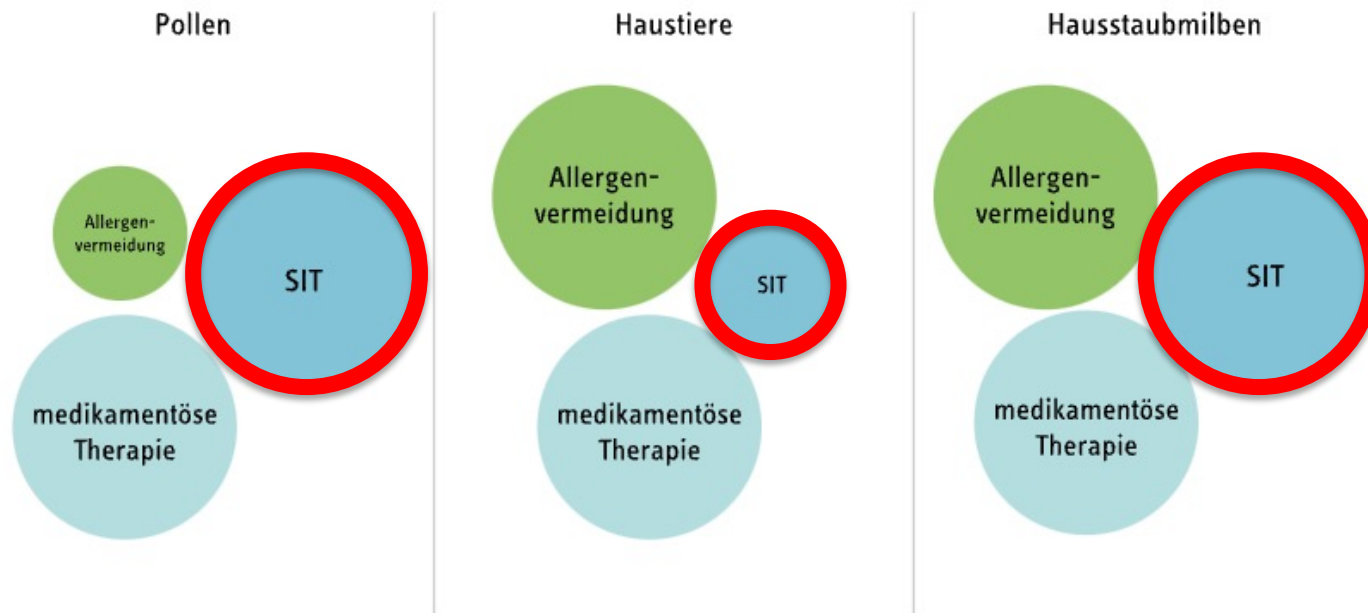 Pollen
Allergen-
vermeidung
SIT
medikamentöse
Therapie
Haustiere
Allergen-
vermeidung
SIT
medikamentöse
Therapie
Hausstaubmilben
Allergen-
vermeidung
SIT
medikamentöse
Therapie